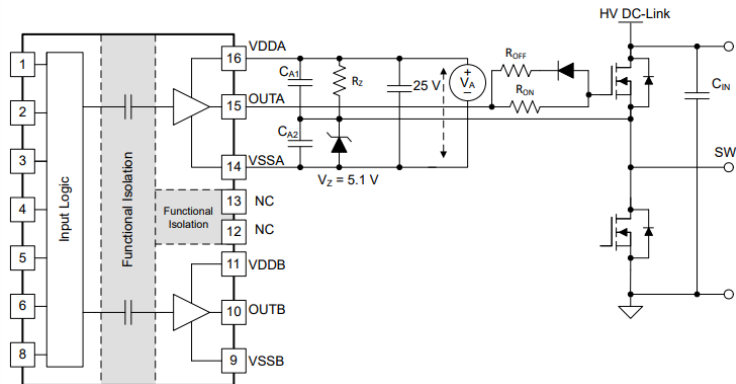 HV DC-Link
1
2
3
4
5
6
8
Input Logic
Functional Isolation
Functional
Isolation
16
VDDA
15
OUTA
14
VSSA
13
NC
12
NC
11
VDDB
10
OUTB
9
VSSB
CA1
RZ
25 V
+
VA
−
CA2
VZ = 5.1 V
ROFF
RON
CIN
SW